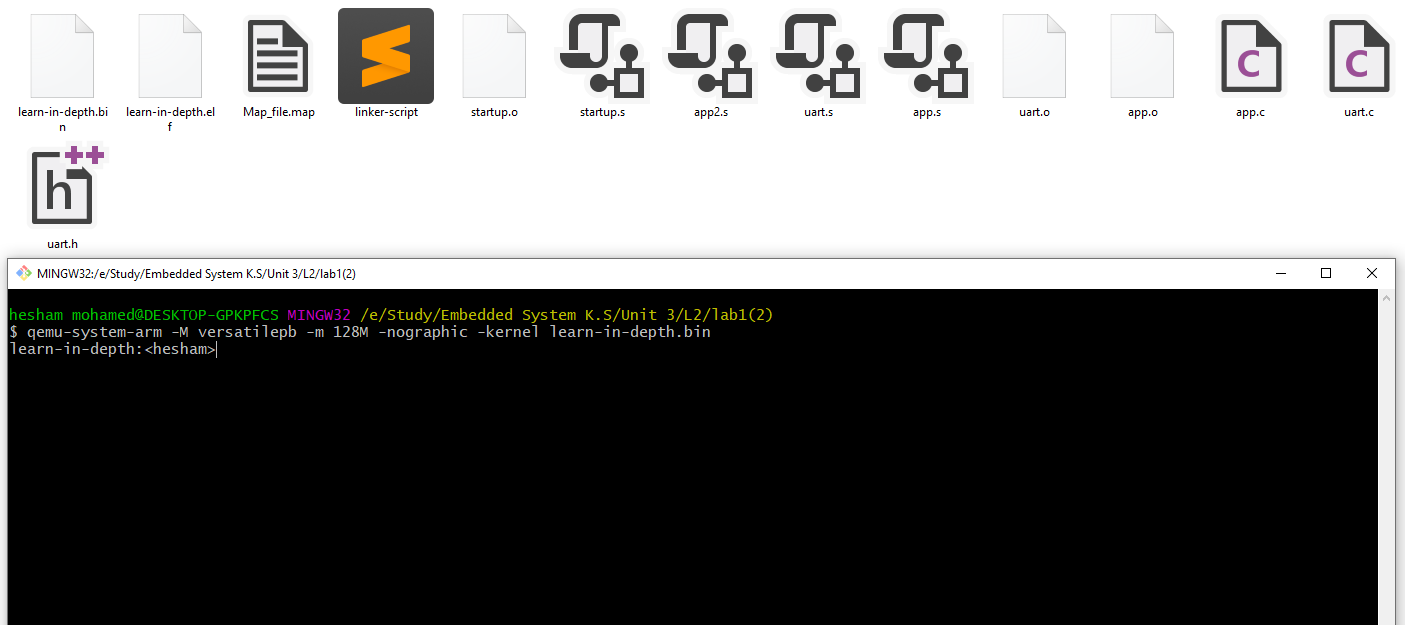 learn-in-depth.bi
n
learn-in-depth.el
f
Map_file.map
linker-script
startup.o
startup.s
app2.s
uart.s
app.s
uart.o
app.o
app.c
uart.c
uart.h
MINGW32:/e/Study/Embedded System K.S/Unit 3/L2/lab1(2)
hesham mohamed@DESKTOP-GPKPFCS MINGW32 /e/Study/Embedded System K.S/Unit 3/L2/lab1(2)
$ qemu-system-arm -M versatilepb -m 128M -nographic -kernel learn-in-depth.bin
learn-in-depth:<hesham>